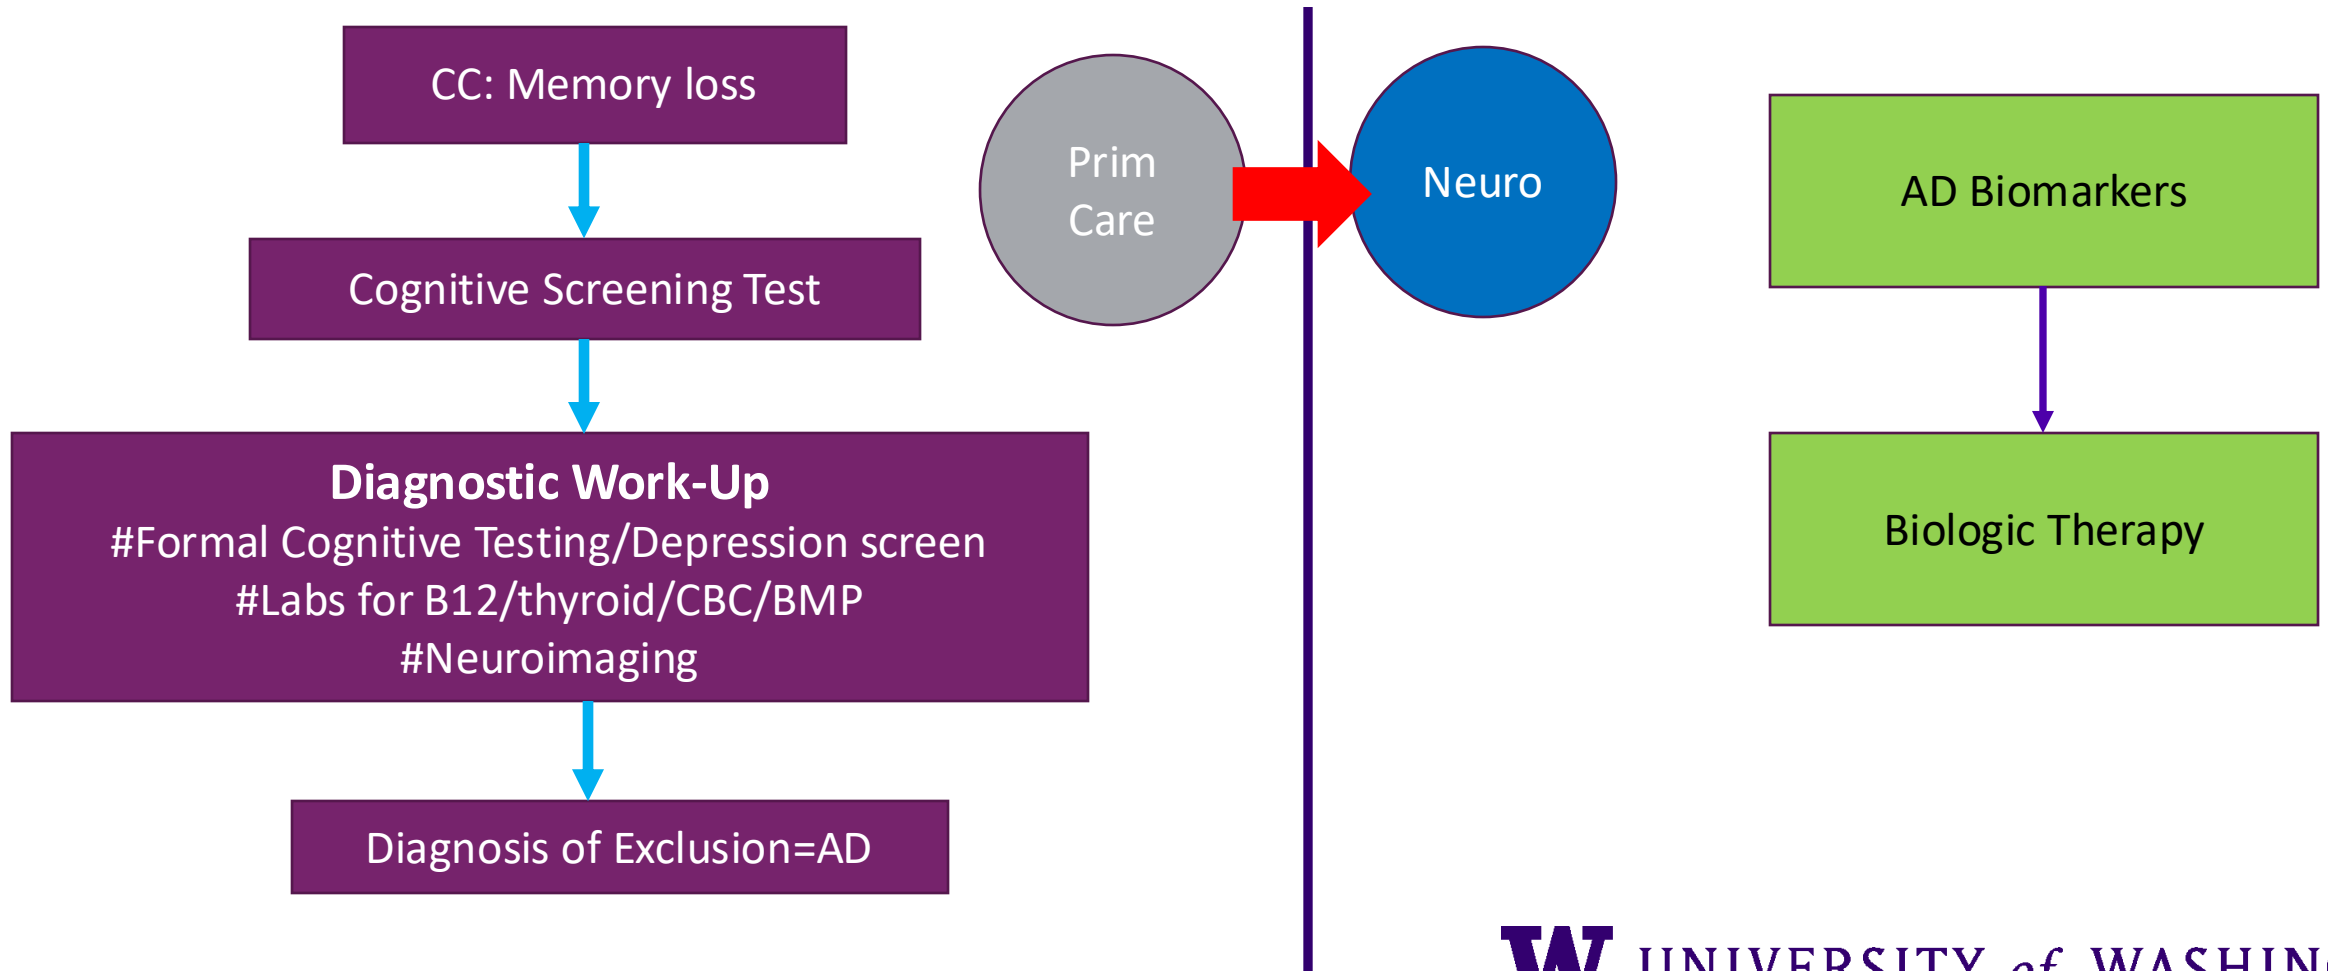 CC: Memory loss
Cognitive Screening Test
Diagnostic Work-Up
#Formal Cognitive Testing/Depression screen
#Labs for B12/thyroid/CBC/BMP
#Neuroimaging
Diagnosis of Exclusion=AD
Prim
Care
Neuro
AD Biomarkers
Biologic Therapy
W UNIVERSITY of